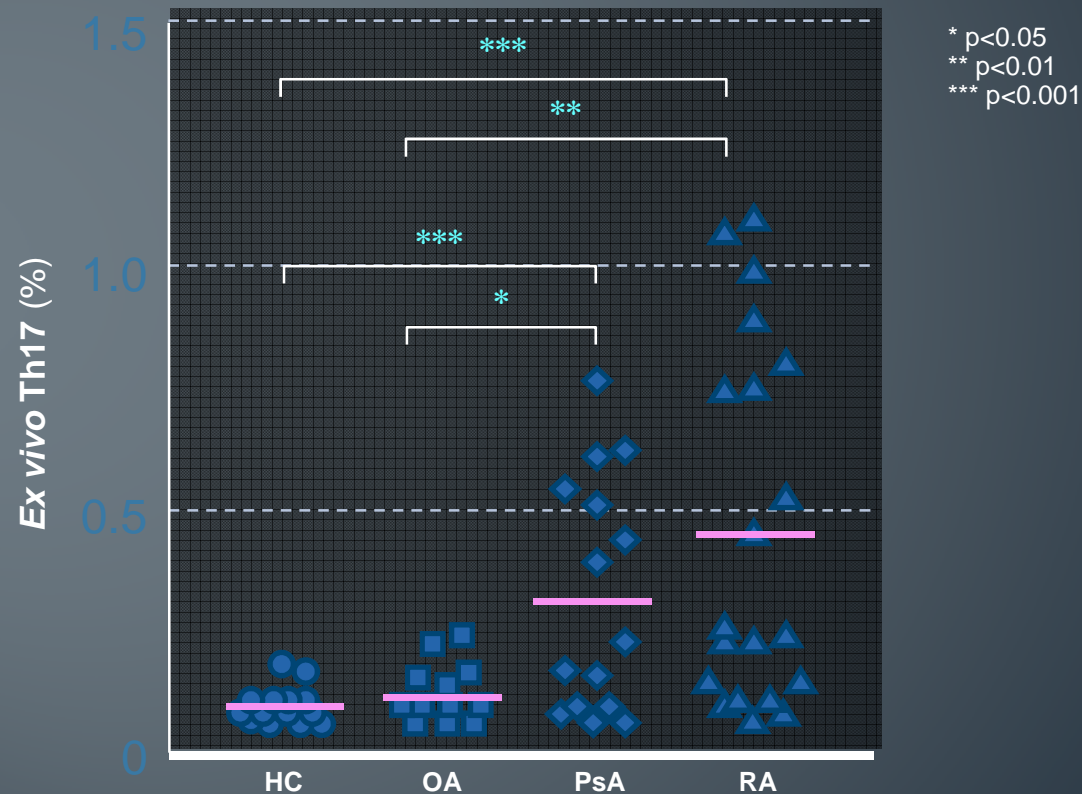 1.5
***
* p<0.05
** p<0.01
*** p<0.001
**
***
1.0
*
Ex vivo Th17 (%)
0.5
0
HC OA PsA RA